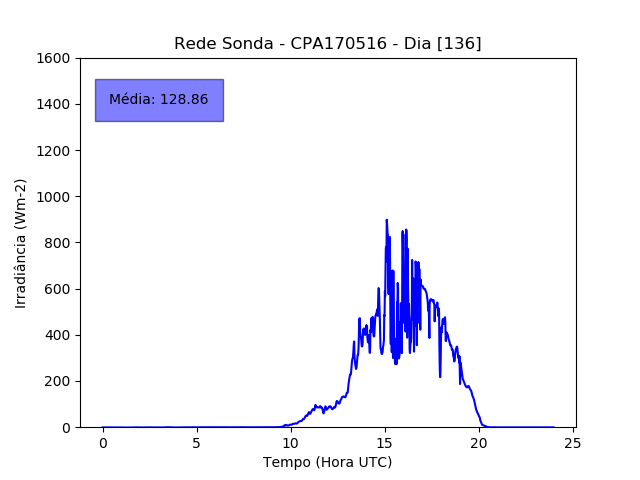 Rede Sonda - CPA170516 - Dia [136]
1600
1400
1200
1000
800
600
400
200
0
Média: 128.86
Irradiância (Wm-2)
0 5 10 15 20 25
Tempo (Hora UTC)